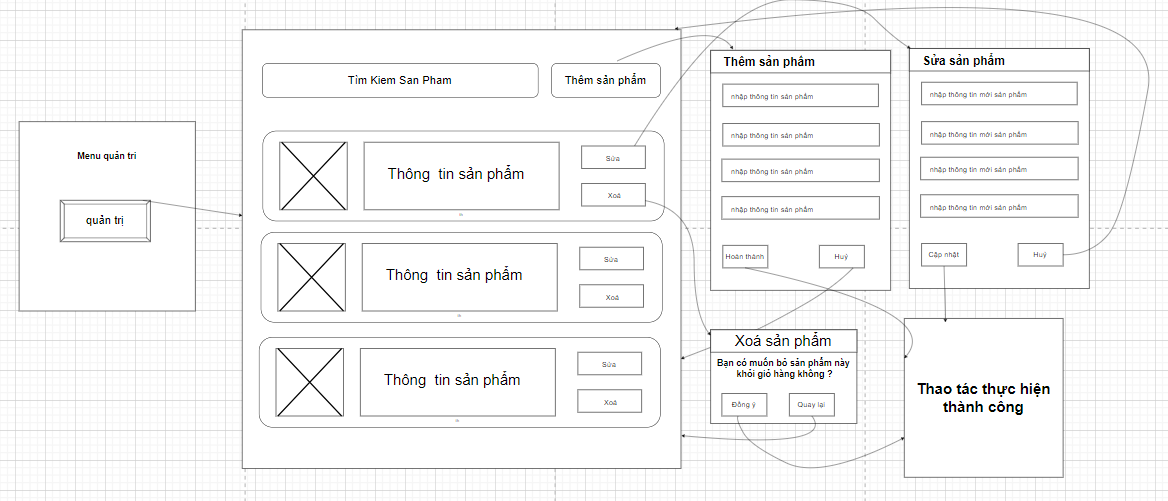 Menu quản tri
quản trị
Tìm Kiem San Pham
Thêm sản phẩm
Thông tin sản phẩm
Sửa
Xoá
Thông tin sản phẩm
Sửa
Xoá
Thông tin sản phẩm
Sửa
Xoá
Thêm sản phẩm
nhập thông tin sản phẩm
nhập thông tin sản phẩm
nhập thông tin sản phẩm
nhập thông tin sản phẩm
Hoàn thành
Huỷ
Sửa sản phẩm
nhập thông tin mới sản phẩm
nhập thông tin mới sản phẩm
nhập thông tin mới sản phẩm
nhập thông tin mới sản phẩm
Cập nhật
Huỷ
Xoá sản phẩm
Bạn có muốn bỏ sản phẩm này
khỏi giỏ hàng không ?
Đồng ý
Quay lại
Thao tác thực hiện
thành công